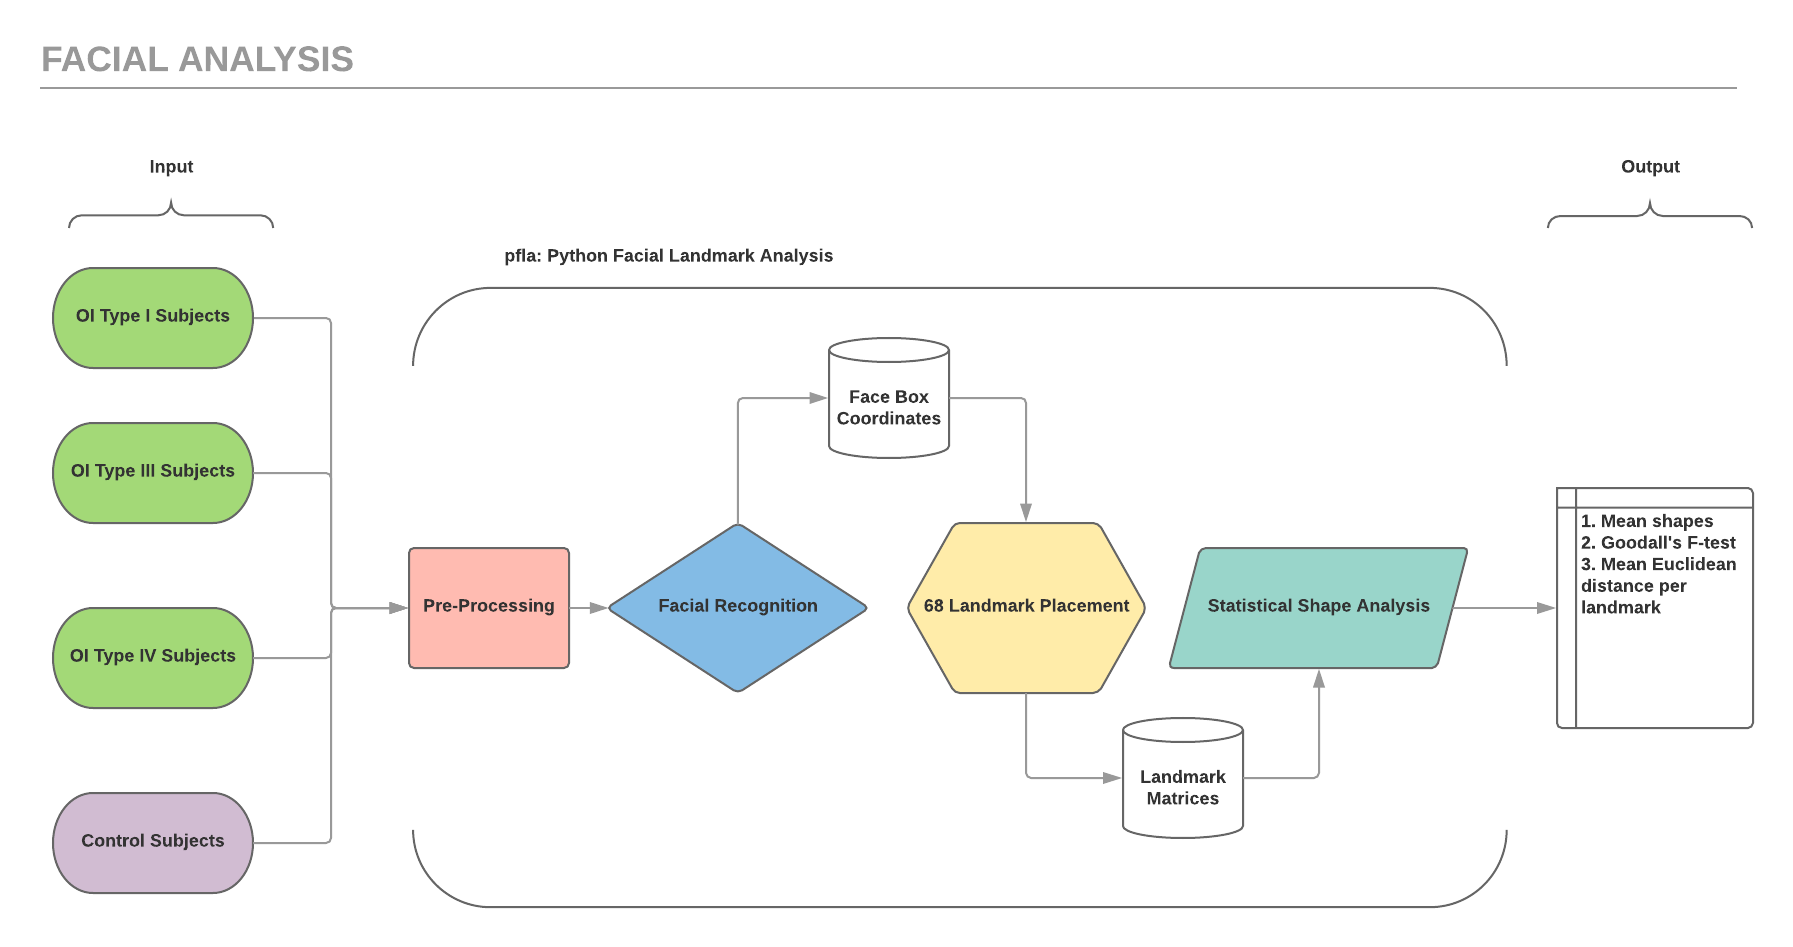 FACIAL ANALYSIS
Input
Output
pfla: Python Facial Landmark Analysis
OI Type I Subjects
OI Type III Subjects
OI Type IV Subjects
Control Subjects
Pre-Processing
Facial Recognition
Face Box
Coordinates
68 Landmark Placement
Landmark
Matrices
Statistical Shape Analysis
1. Mean shapes
2. Goodall's F-test
3. Mean Euclidean
distance per
landmark